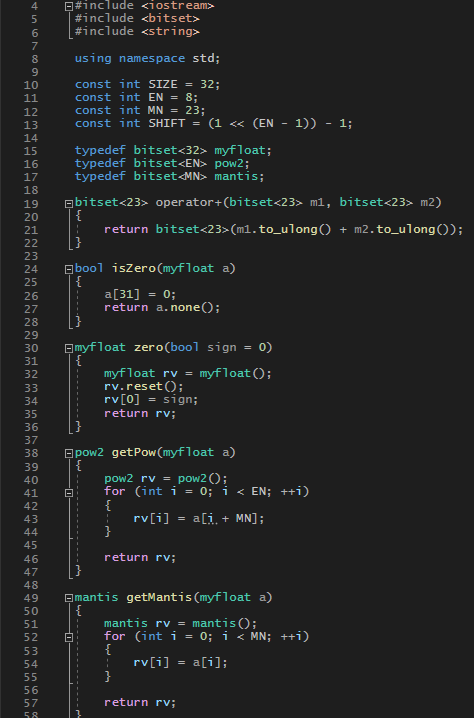 4 #include <iostream>
5 #include <bitset>
6 #include <string>
7
8 using namespace std;
9
10 const int SIZE = 32;
11 const int EN = 8;
12 const int MN = 23;
13 const int SHIFT = (1 << (EN - 1)) - 1;
14
15 typedef bitset<32> myfloat;
16 typedef bitset<EN> pow2;
17 typedef bitset<MN> mantis;
18
19 bitset<23> operator+(bitset<23> m1, bitset<23> m2)
20 {
21 return bitset<23>(m1.to_ulong() + m2.to_ulong());
22 }
23
24 bool isZero(myfloat a)
25 {
26 a[31] = 0;
27 return a.none();
28 }
29
30 myfloat zero(bool sign = 0)
31 {
32 myfloat rv = myfloat();
33 rv.reset();
34 rv[0] = sign;
35 return rv;
36 }
37
38 pow2 getPow(myfloat a)
39 {
40 pow2 rv = pow2();
41 for (int i = 0; i < EN; ++i)
42 {
43 rv[i] = a[i + MN];
44 }
45
46 return rv;
47 }
48
49 mantis getMantis(myfloat a)
50 {
51 mantis rv = mantis();
52 for (int i = 0; i < MN; ++i)
53 {
54 rv[i] = a[i];
55 }
56
57 return rv;
58 }